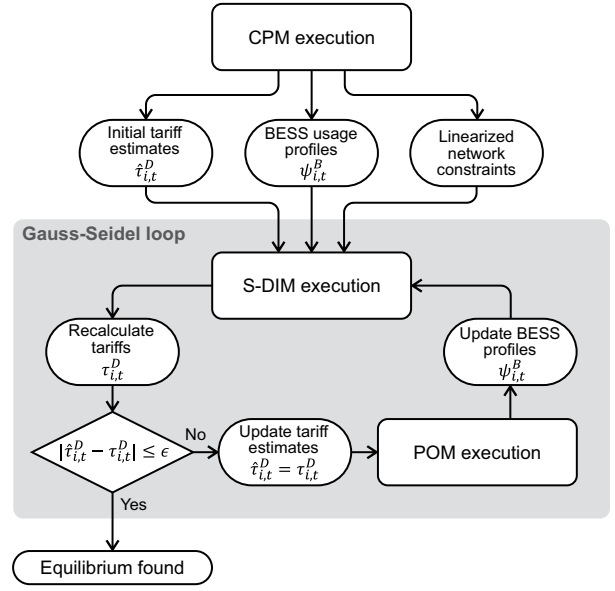 CPM execution
Initial tariff
estimates
τ̂ᴰᵢ,ₜ
BESS usage
profiles
ψᴮᵢ,ₜ
Linearized
network
constraints
Gauss-Seidel loop
S-DIM execution
Recalculate
tariffs
τᴰᵢ,ₜ
Update BESS
profiles
ψᴮᵢ,ₜ
|τ̂ᴰᵢ,ₜ − τᴰᵢ,ₜ| ≤ ϵ
No
Update tariff
estimates
τ̂ᴰᵢ,ₜ = τᴰᵢ,ₜ
POM execution
Yes
Equilibrium found